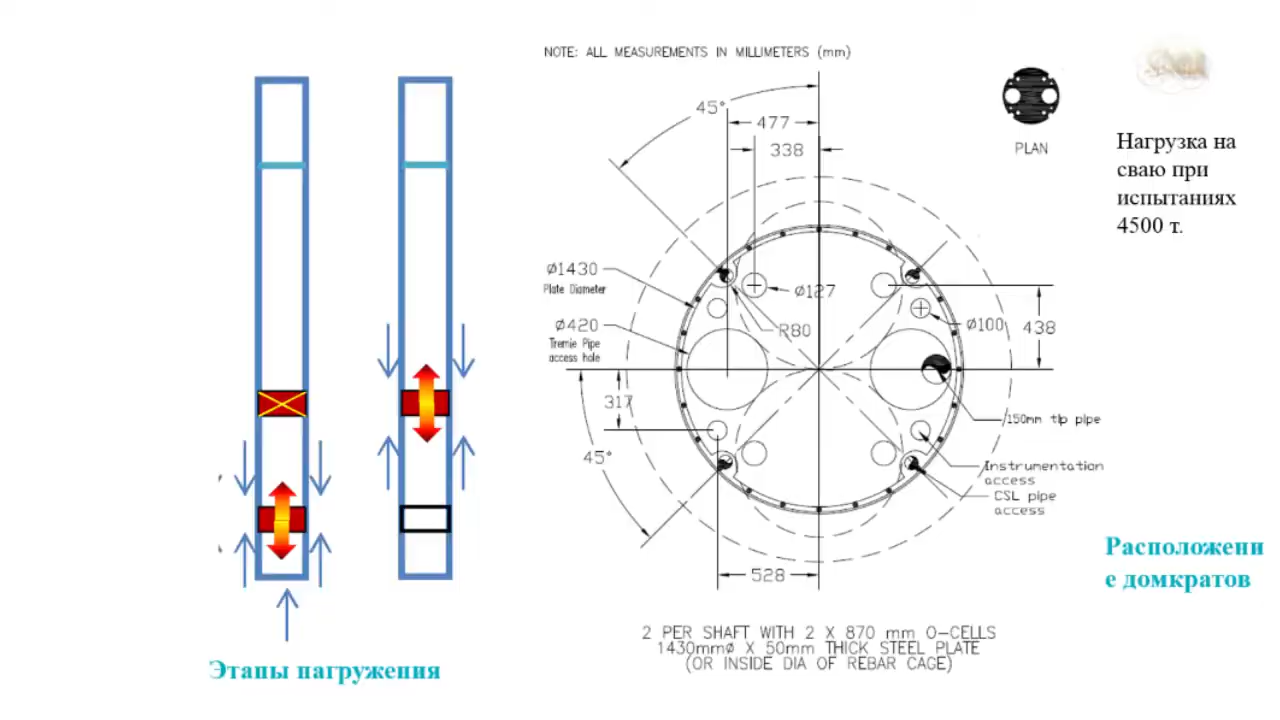 NOTE: ALL MEASUREMENTS IN MILLIMETERS (mm)
45°
477
338
PLAN
Нагрузка на
сваю при
испытаниях
4500 т.
Ø1430
Plate Diameter
Ø127
Ø420
Tremie Pipe
access hole
R80
Ø100
438
317
150mm tip pipe
45°
Instrumentation
access
CSL pipe
access
Расположени
е домкратов
528
2 PER SHAFT WITH 2 X 870 mm O-CELLS
1430mmø X 50mm THICK STEEL PLATE
(OR INSIDE DIA OF REBAR CAGE)
Этапы нагружения